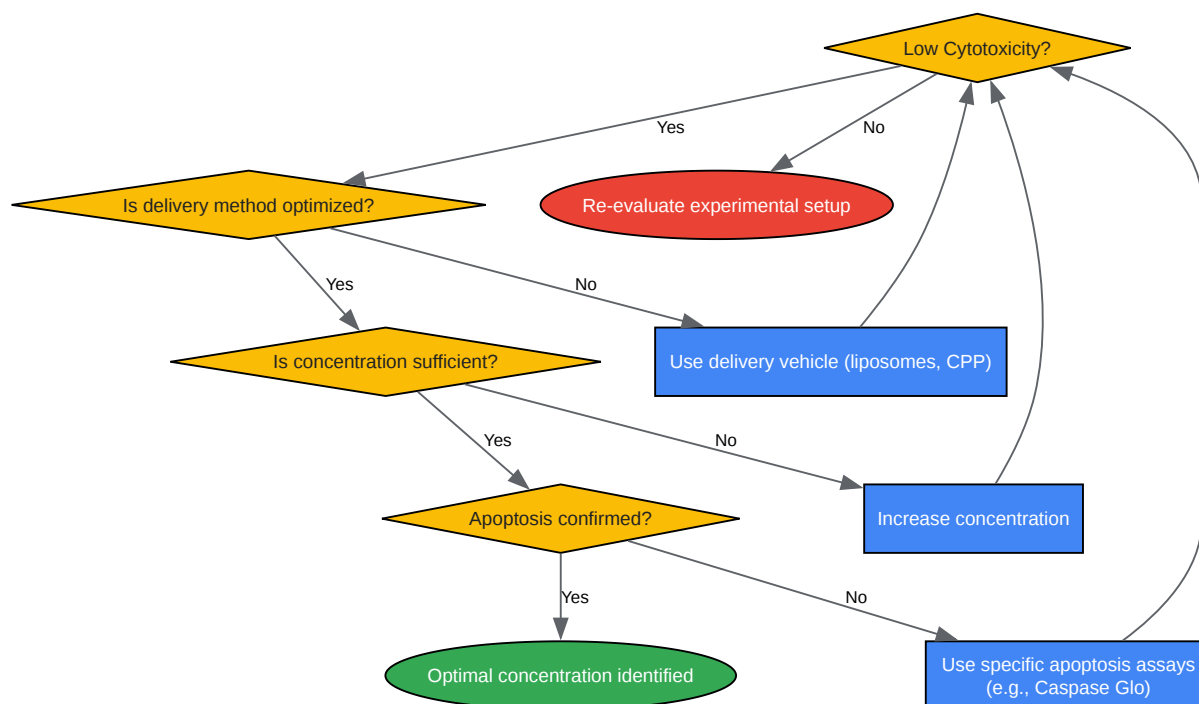 Low Cytotoxicity?
Yes
No
Is delivery method optimized?
Re-evaluate experimental setup
Yes
No
Is concentration sufficient?
Use delivery vehicle (liposomes, CPP)
Yes
No
Apoptosis confirmed?
Increase concentration
Yes
No
Optimal concentration identified
Use specific apoptosis assays
(e.g., Caspase Glo)